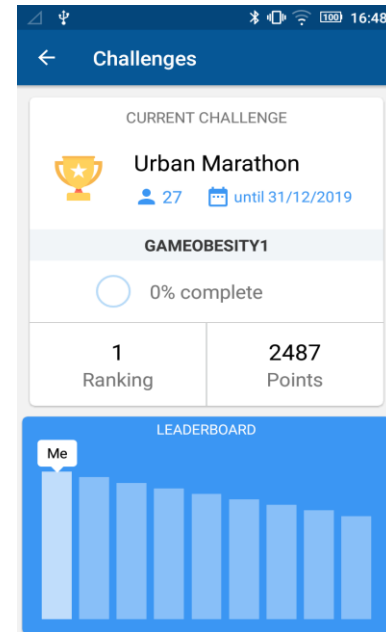 100 16:48
Challenges
CURRENT CHALLENGE
Urban Marathon
27 until 31/12/2019
GAMEOBESITY1
0% complete
1 2487
Ranking Points
LEADERBOARD
Me